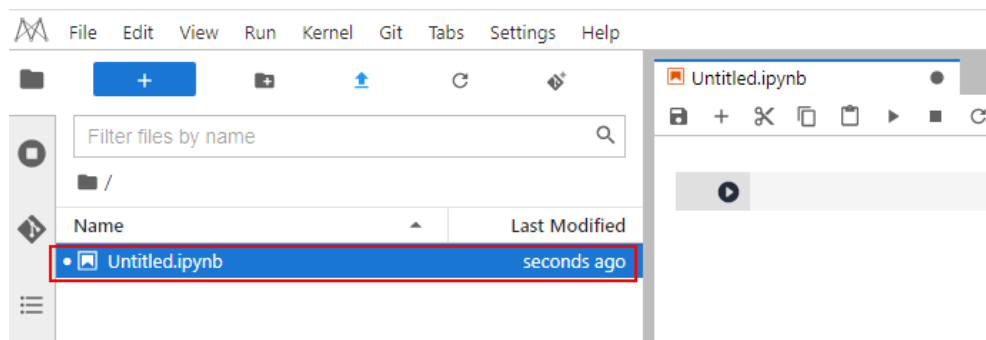 File Edit View Run Kernel Git Tabs Settings Help
Untitled.ipynb
Filter files by name
/
Name Last Modified
Untitled.ipynb seconds ago